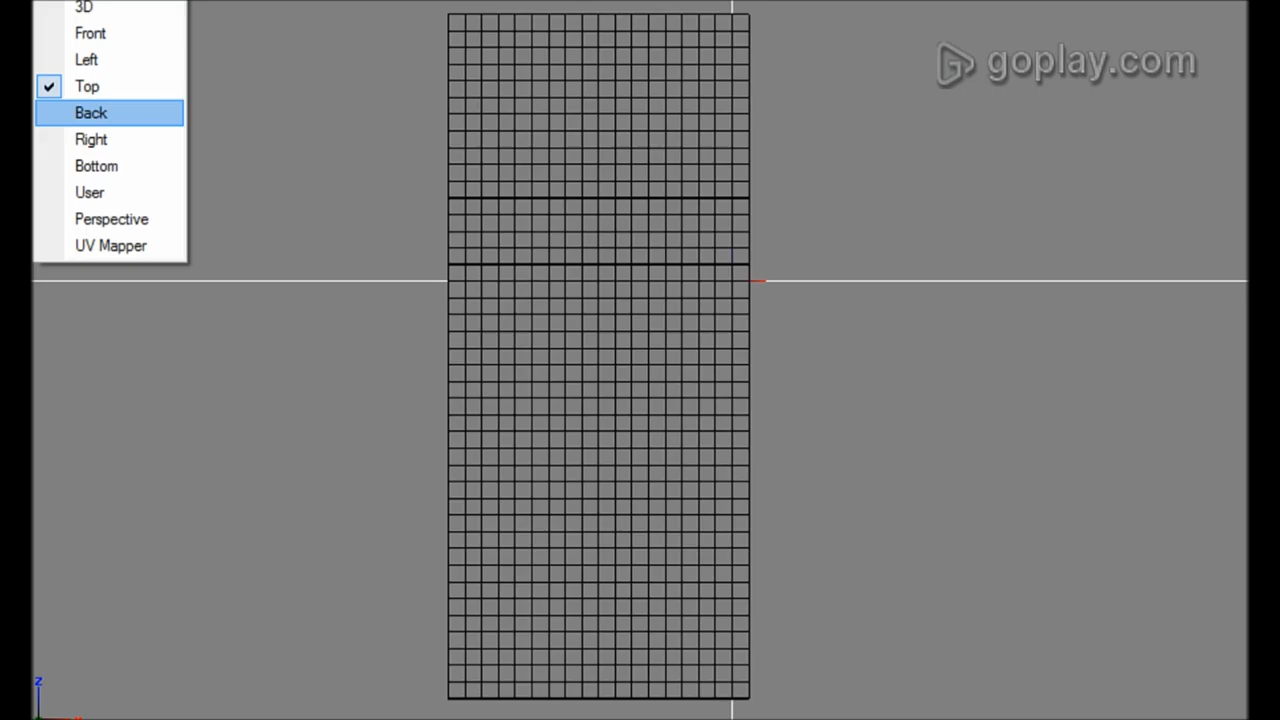 3D
Front
Left
Top
Back
Right
Bottom
User
Perspective
UV Mapper
goplay.com
Z